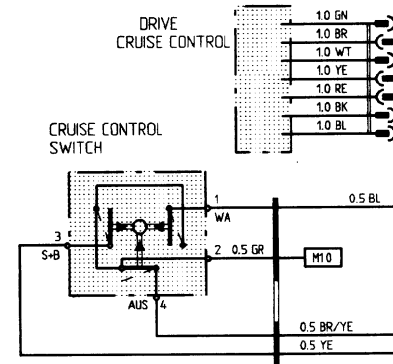 DRIVE
CRUISE CONTROL
1.0 GN
1.0 BR
1.0 WT
1.0 YE
1.0 RE
1.0 BK
1.0 BL
CRUISE CONTROL
SWITCH
1
WA
0.5 BL
3
S+B
2 0.5 GR
M10
AUS 4
0.5 BR/YE
0.5 YE